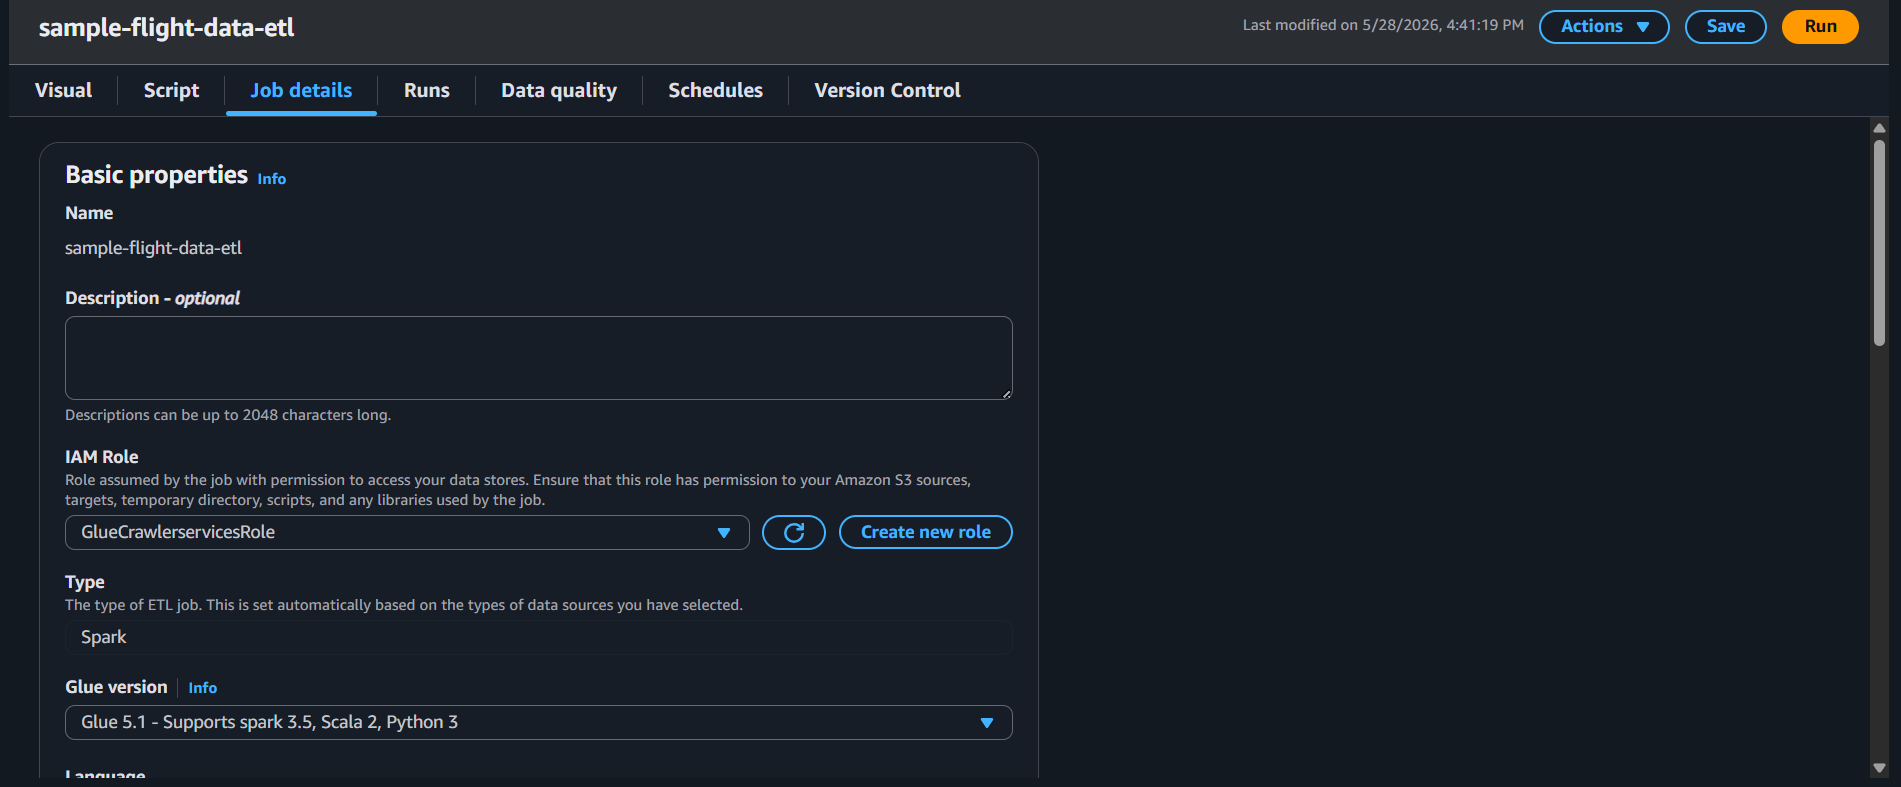 sample-flight-data-etl
Last modified on 5/28/2026, 4:41:19 PM
Actions
Save
Run
Visual
Script
Job details
Runs
Data quality
Schedules
Version Control
Basic properties Info
Name
sample-flight-data-etl
Description - optional
Descriptions can be up to 2048 characters long.
IAM Role
Role assumed by the job with permission to access your data stores. Ensure that this role has permission to your Amazon S3 sources,
targets, temporary directory, scripts, and any libraries used by the job.
GlueCrawlerservicesRole
Create new role
Type
The type of ETL job. This is set automatically based on the types of data sources you have selected.
Spark
Glue version Info
Glue 5.1 - Supports spark 3.5, Scala 2, Python 3
Language